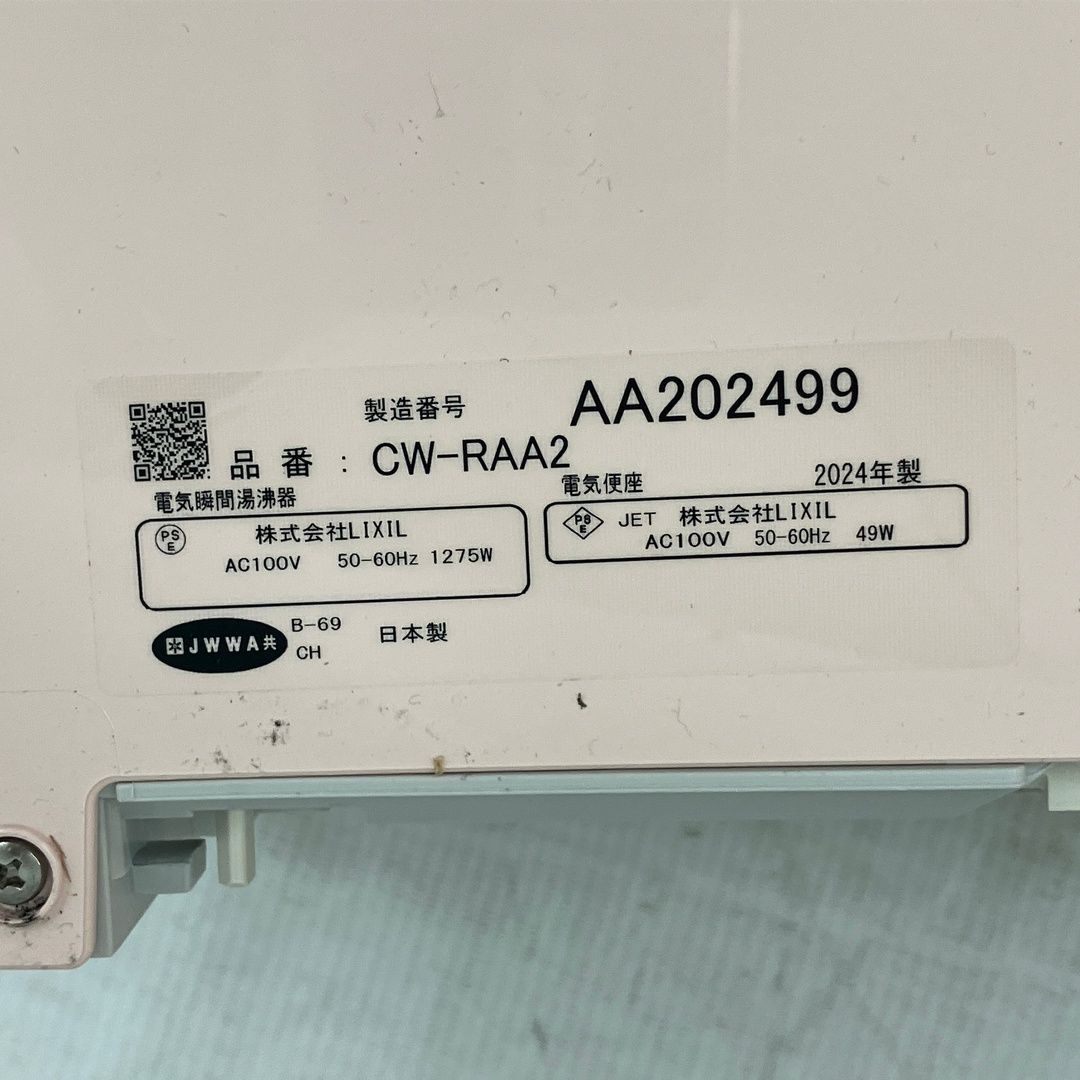 製造番号 AA202499
品番 : CW-RAA2
2024年製
電気瞬間湯沸器
PS
E
株式会社LIXIL
AC100V 50-60Hz 1275W
電気便座
PS
E
JET 株式会社LIXIL
AC100V 50-60Hz 49W
水JWWA共
B-69
CH
日本製